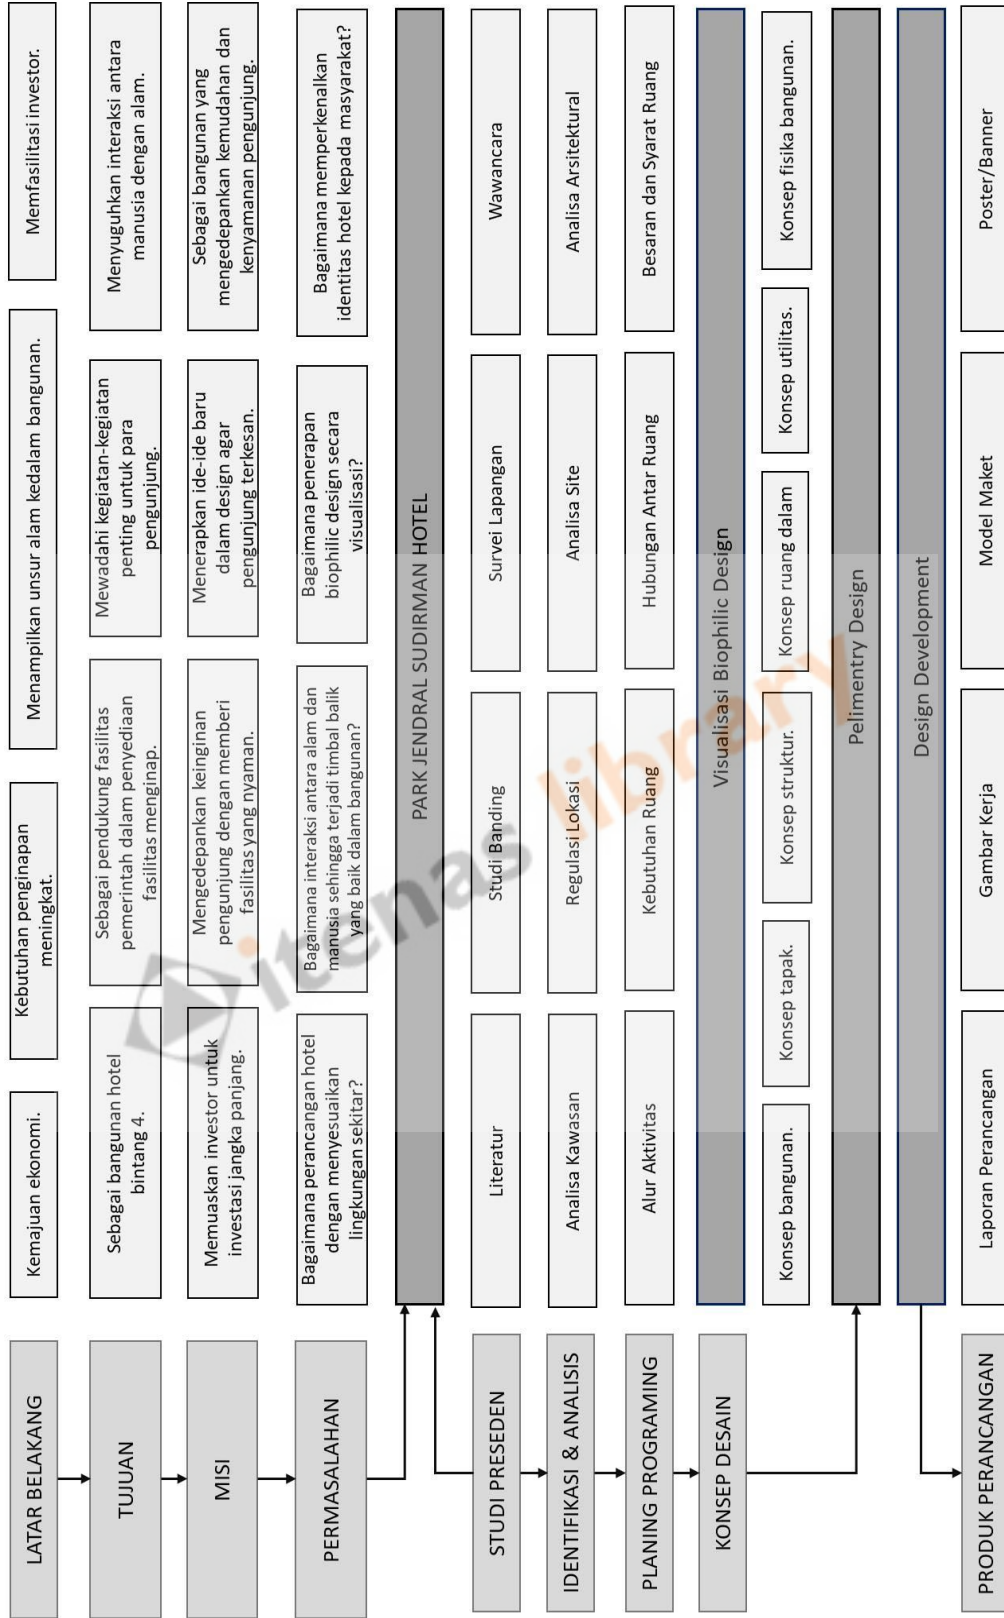 LATAR BELAKANG
Kemajuan ekonomi.
Kebutuhan penginapan
meningkat.
Menampilkan unsur alam kedalam bangunan.
Memfasilitasi investor.
TUJUAN
Sebagai bangunan hotel
bintang 4.
Sebagai pendukung fasilitas
pemerintah dalam penyediaan
fasilitas menginap.
Mewadahi kegiatan-kegiatan
penting untuk para
pengunjung.
Menyuguhkan interaksi antara
manusia dengan alam.
MISI
Memuaskan investor untuk
investasi jangka panjang.
Mengedepankan keinginan
pengunjung dengan memberi
fasilitas yang nyaman.
Menerapkan ide-ide baru
dalam design agar
pengunjung terkesan.
Sebagai bangunan yang
mengedepankan kemudahan dan
kenyamanan pengunjung.
PERMASALAHAN
Bagaimana perancangan hotel
dengan menyesuaikan
lingkungan sekitar?
Bagaimana interaksi antara alam dan
manusia sehingga terjadi timbal balik
yang baik dalam bangunan?
Bagaimana penerapan
biophilic design secara
visualisasi?
Bagaimana memperkenalkan
identitas hotel kepada masyarakat?
PARK JENDRAL SUDIRMAN HOTEL
STUDI PRESEDEN
Literatur
Studi Banding
Survei Lapangan
Wawancara
IDENTIFIKASI & ANALISIS
Analisa Kawasan
Regulasi Lokasi
Analisa Site
Analisa Arsitektural
PLANING PROGRAMING
Alur Aktivitas
Kebutuhan Ruang
Hubungan Antar Ruang
Besaran dan Syarat Ruang
KONSEP DESAIN
Visualisasi Biophilic Design
Konsep bangunan.
Konsep tapak.
Konsep struktur.
Konsep ruang dalam
Konsep utilitas.
Konsep fisika bangunan.
Pelimentry Design
Design Development
PRODUK PERANCANGAN
Laporan Perancangan
Gambar Kerja
Model Maket
Poster/Banner
itenas library